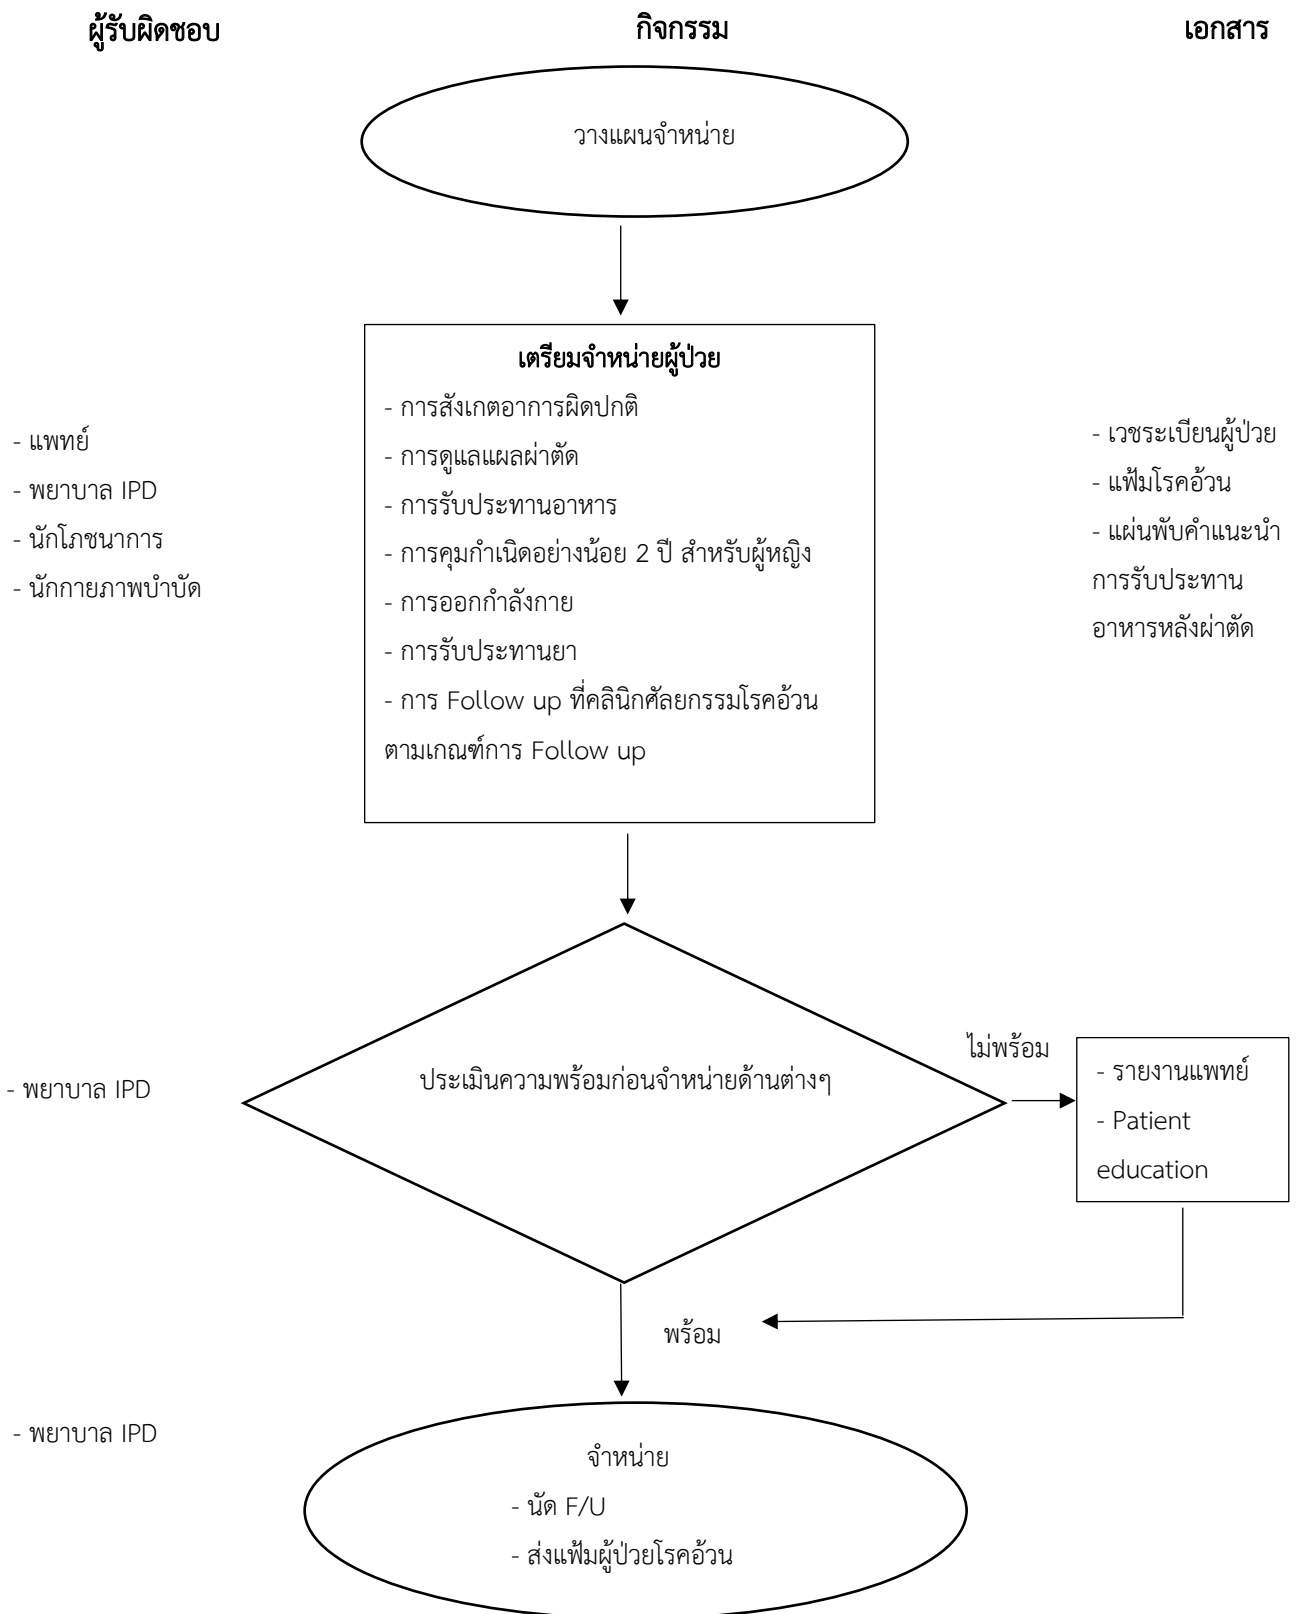 ผู้รับผิดชอบ
กิจกรรม
เอกสาร
วางแผนจำหน่าย
เตรียมจำหน่ายผู้ป่วย
- การสังเกตอาการผิดปกติ
- การดูแลแผลผ่าตัด
- การรับประทานอาหาร
- การคุมกำเนิดอย่างน้อย 2 ปี สำหรับผู้หญิง
- การออกกำลังกาย
- การรับประทานยา
- การ Follow up ที่คลินิกศัลยกรรมโรคอ้วน
ตามเกณฑ์การ Follow up
- แพทย์
- พยาบาล IPD
- นักโภชนาการ
- นักกายภาพบำบัด
- เวชระเบียนผู้ป่วย
- แฟ้มโรคอ้วน
- แผ่นพับคำแนะนำ
การรับประทาน
อาหารหลังผ่าตัด
- พยาบาล IPD
ประเมินความพร้อมก่อนจำหน่ายด้านต่างๆ
ไม่พร้อม
- รายงานแพทย์
- Patient
education
พร้อม
- พยาบาล IPD
จำหน่าย
- นัด F/U
- ส่งแฟ้มผู้ป่วยโรคอ้วน